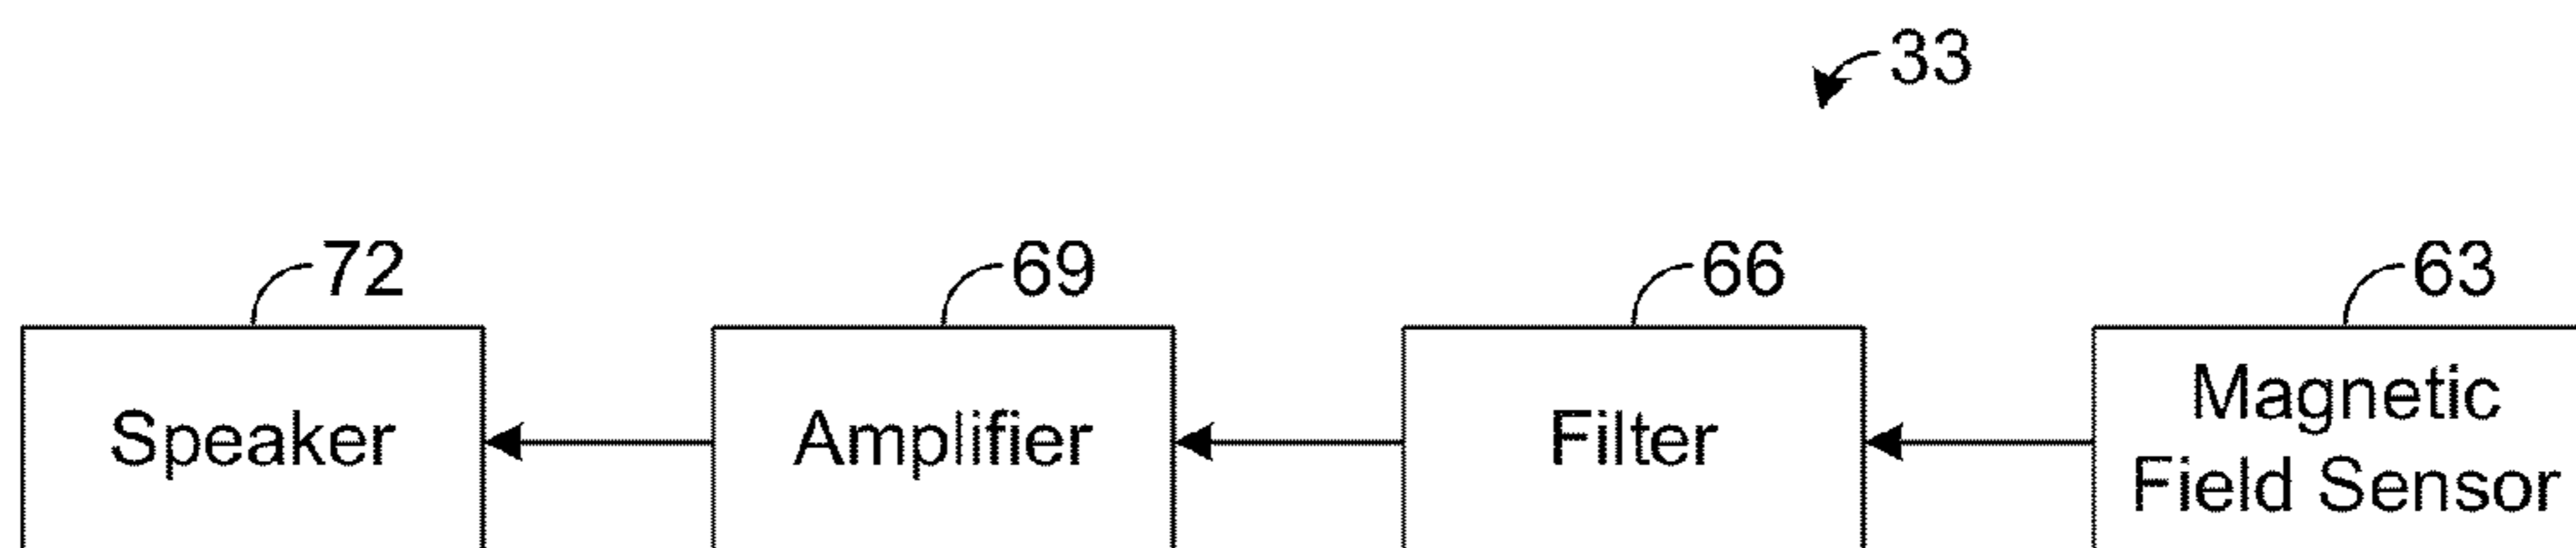 33
72
69
66
63
Speaker
Amplifier
Filter
Magnetic
Field Sensor